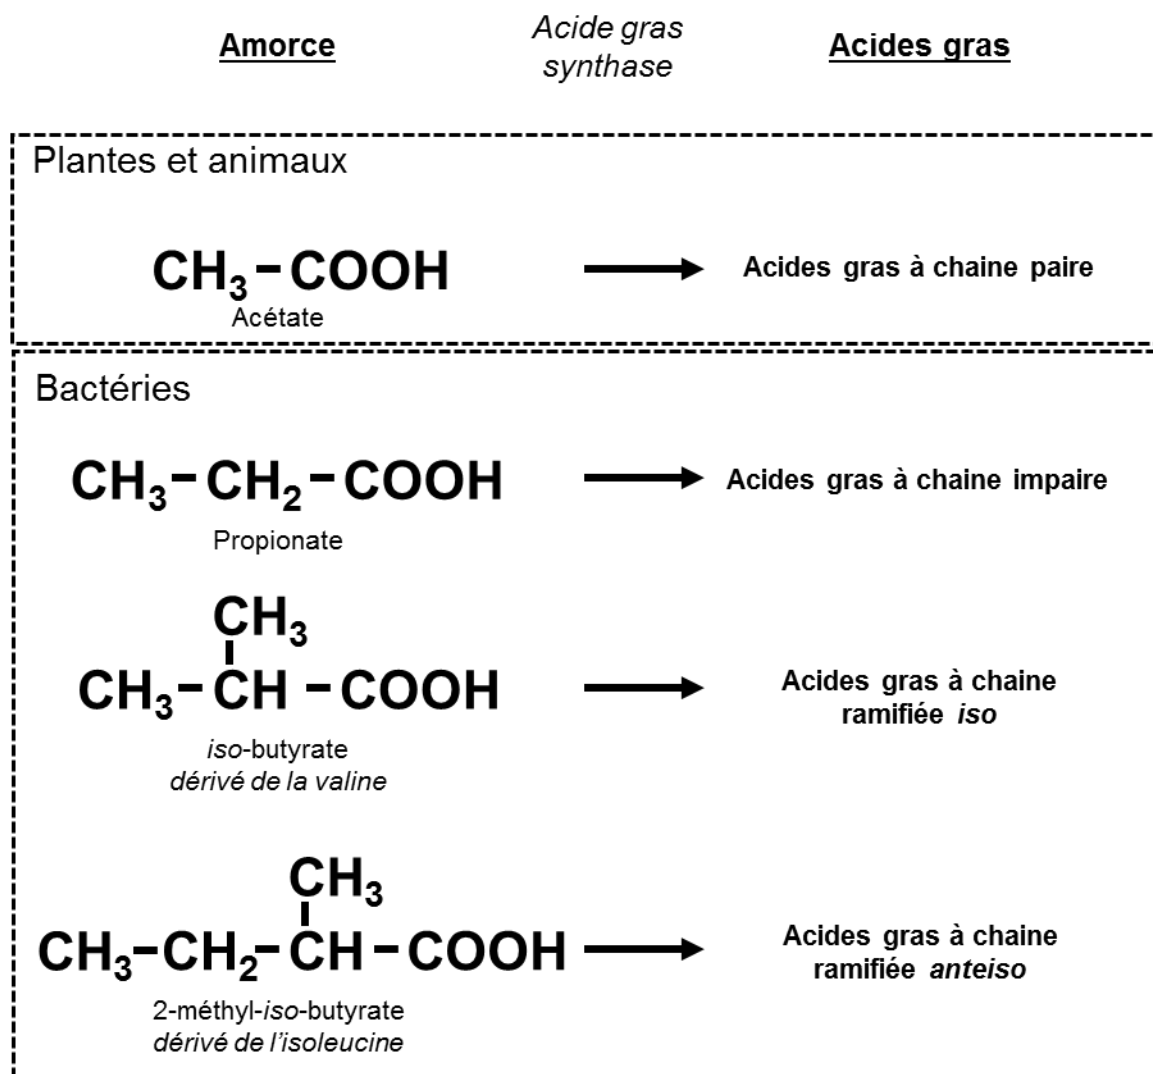 Amorce
Acide gras
synthase
Acides gras
Plantes et animaux
CH₃-COOH
Acétate
Acides gras à chaine paire
Bactéries
CH₃-CH₂-COOH
Propionate
Acides gras à chaine impaire
CH₃
CH₃-CH-COOH
iso-butyrate
dérivé de la valine
Acides gras à chaine
ramifiée iso
CH₃
CH₃-CH₂-CH-COOH
2-méthyl-iso-butyrate
dérivé de l'isoleucine
Acides gras à chaine
ramifiée anteiso